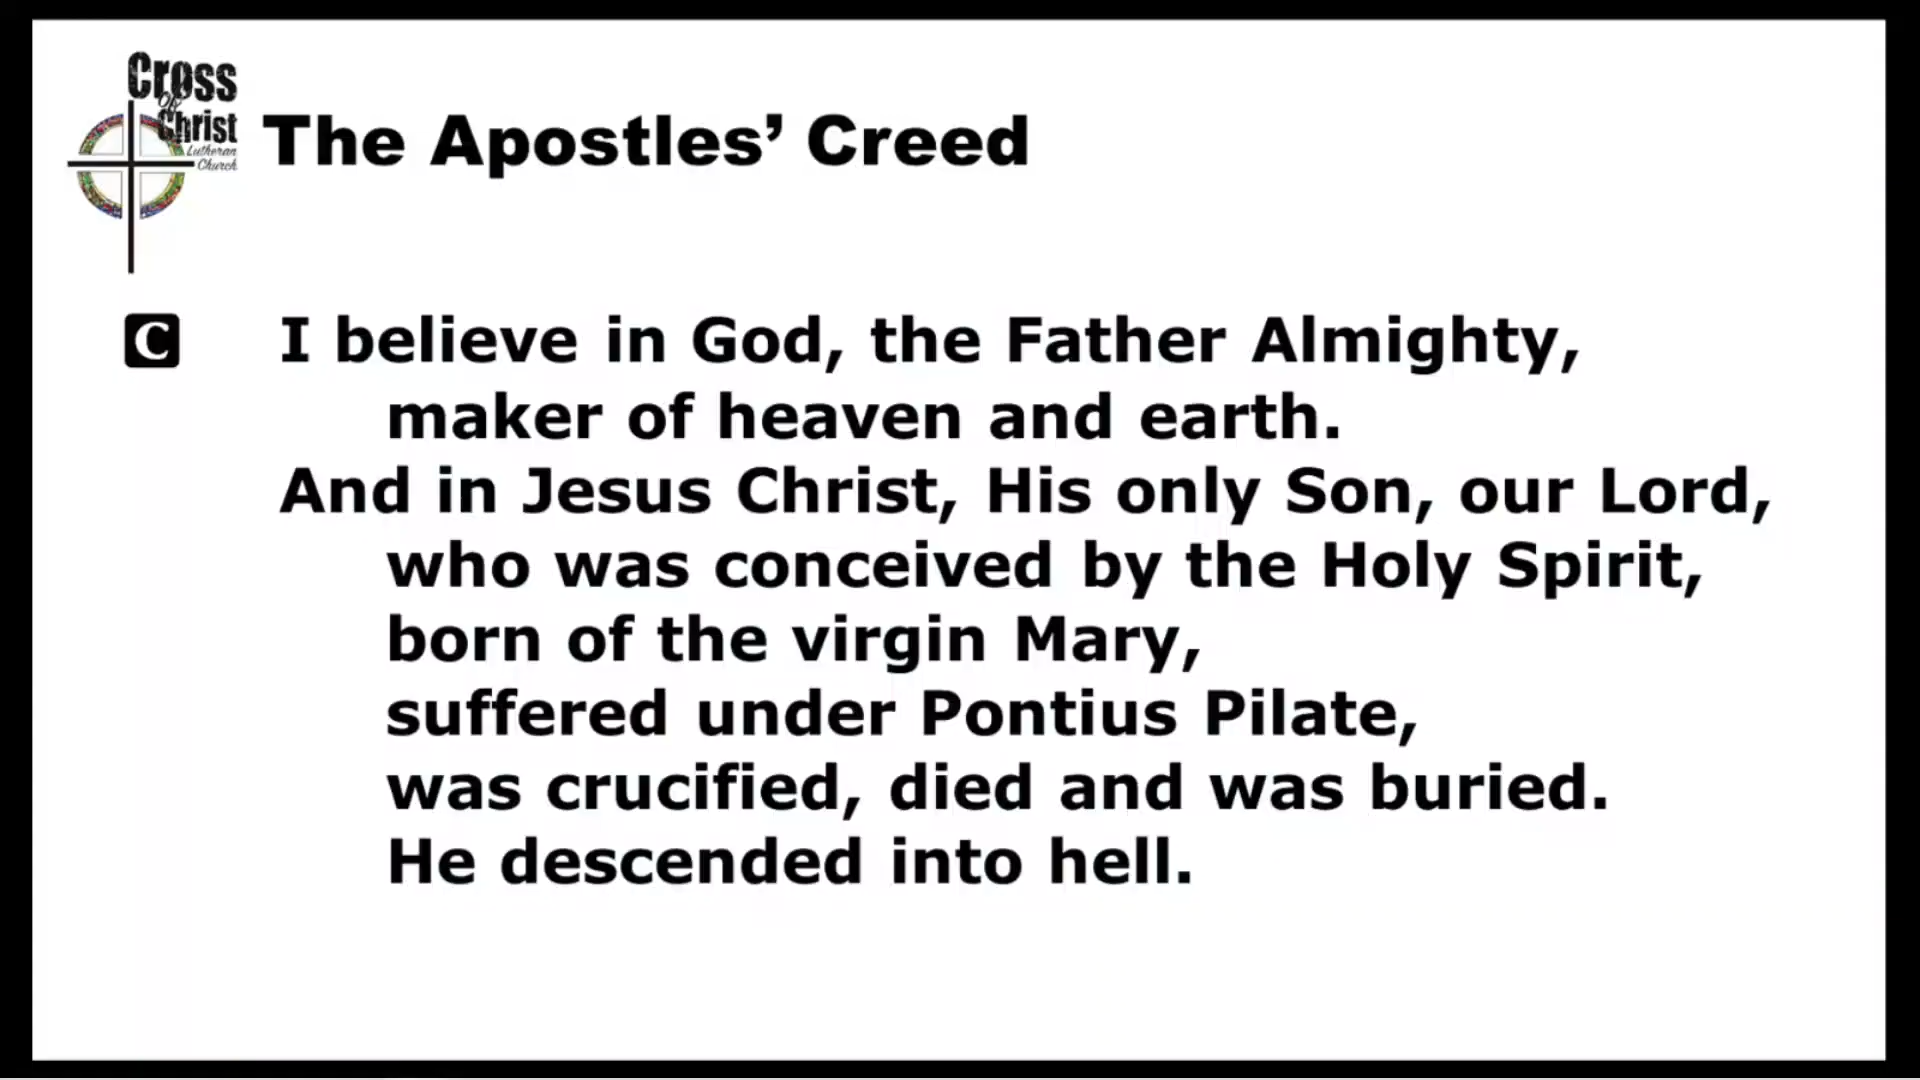 Cross
Of
Christ
Lutheran
Church
The Apostles’ Creed
C
I believe in God, the Father Almighty,
maker of heaven and earth.
And in Jesus Christ, His only Son, our Lord,
who was conceived by the Holy Spirit,
born of the virgin Mary,
suffered under Pontius Pilate,
was crucified, died and was buried.
He descended into hell.